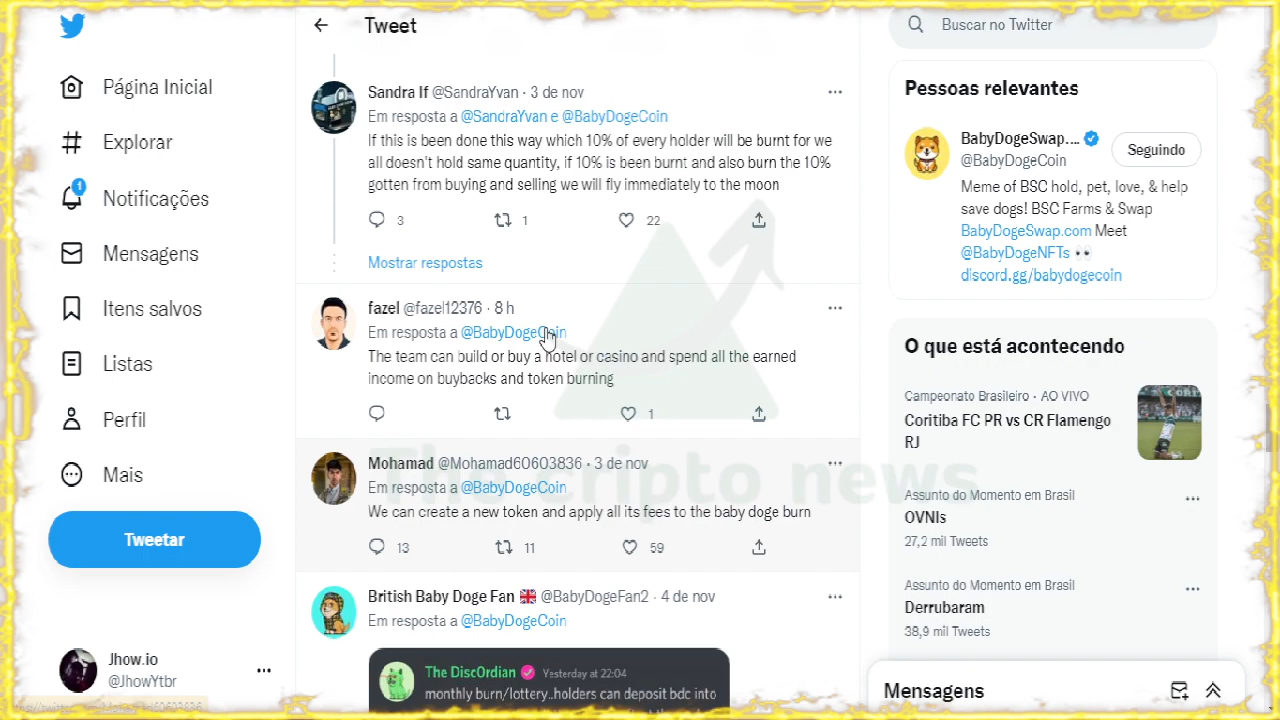 Página Inicial
Explorar
1
Notificações
Mensagens
Itens salvos
Listas
Perfil
Mais
Tweetar
Jhow.io
@JhowYtbr
Tweet
Sandra If @SandraYvan · 3 de nov
Em resposta a @SandraYvan e @BabyDogeCoin
If this is been done this way which 10% of every holder will be burnt for we
all doesn't hold same quantity, if 10% is been burnt and also burn the 10%
gotten from buying and selling we will fly immediately to the moon
3 1 22
Mostrar respostas
fazel @fazel12376 · 8 h
Em resposta a @BabyDogeCoin
The team can build or buy a hotel or casino and spend all the earned
income on buybacks and token burning
1
Mohamad @Mohamad60603836 · 3 de nov
Em resposta a @BabyDogeCoin
We can create a new token and apply all its fees to the baby doge burn
13 11 59
British Baby Doge Fan @BabyDogeFan2 · 4 de nov
Em resposta a @BabyDogeCoin
The DiscOrdian Yesterday at 22:04
monthly burn/lottery..holders can deposit bdc into
The cripto news
Buscar no Twitter
Pessoas relevantes
BabyDogeSwap....
@BabyDogeCoin
Seguindo
Meme of BSC hold, pet, love, & help
save dogs! BSC Farms & Swap
BabyDogeSwap.com Meet
@BabyDogeNFTs
discord.gg/babydogecoin
O que está acontecendo
Campeonato Brasileiro · AO VIVO
Coritiba FC PR vs CR Flamengo
RJ
Assunto do Momento em Brasil
OVNIs
27,2 mil Tweets
Assunto do Momento em Brasil
Derrubaram
38,9 mil Tweets
Mensagens